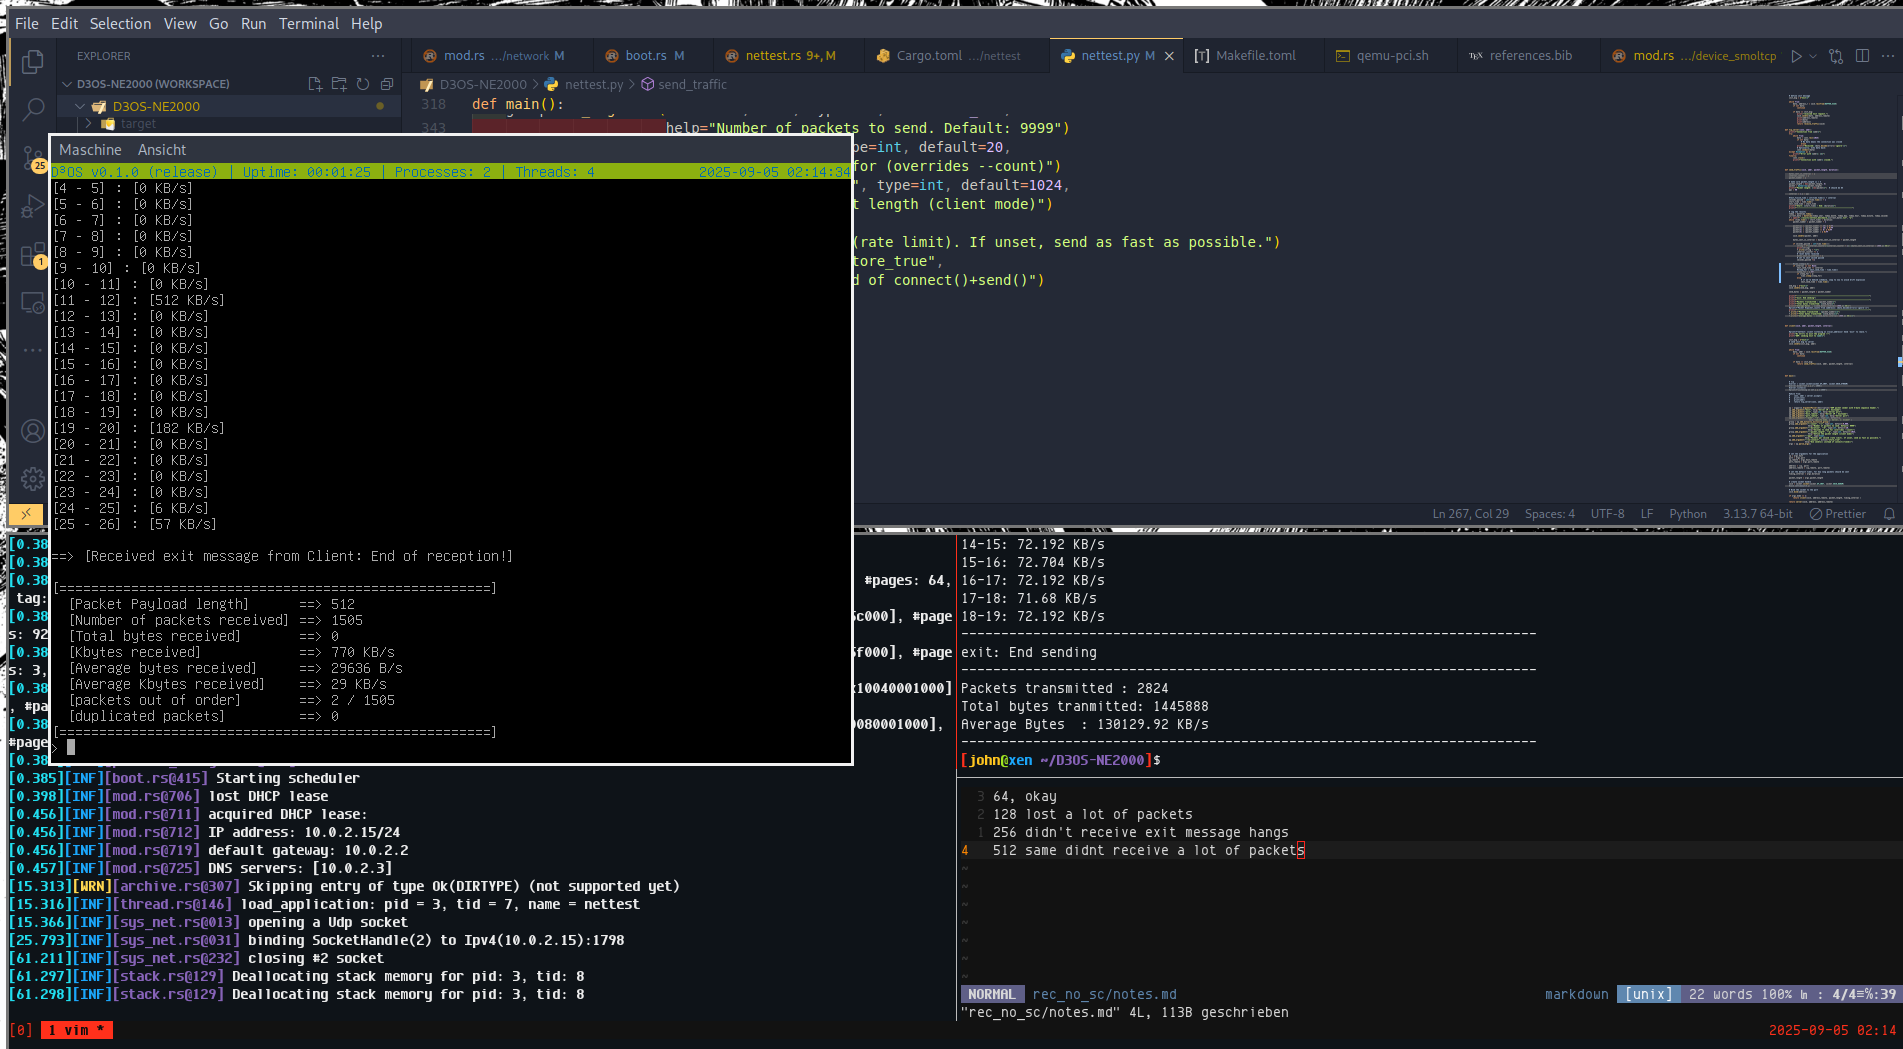 File Edit Selection View Go Run Terminal Help
EXPLORER ···
mod.rs .../network M boot.rs M nettest.rs 9+, M Cargo.toml .../nettest nettest.py M Makefile.toml qemu-pci.sh references.bib mod.rs .../device_smoltcp
D3OS-NE2000 (WORKSPACE)
D3OS-NE2000
target
D3OS-NE2000 > nettest.py > send_traffic
318 def main():
343 help="Number of packets to send. Default: 9999")
pe=int, default=20,
for (overrides --count)")
", type=int, default=1024,
t length (client mode)")
(rate limit). If unset, send as fast as possible.")
tore_true",
d of connect()+send()")
25
1
Ln 267, Col 29 Spaces: 4 UTF-8 LF Python 3.13.7 64-bit Prettier
Maschine Ansicht
D³OS v0.1.0 (release) | Uptime: 00:01:25 | Processes: 2 | Threads: 4 2025-09-05 02:14:34
[4 - 5] : [0 KB/s]
[5 - 6] : [0 KB/s]
[6 - 7] : [0 KB/s]
[7 - 8] : [0 KB/s]
[8 - 9] : [0 KB/s]
[9 - 10] : [0 KB/s]
[10 - 11] : [0 KB/s]
[11 - 12] : [512 KB/s]
[12 - 13] : [0 KB/s]
[13 - 14] : [0 KB/s]
[14 - 15] : [0 KB/s]
[15 - 16] : [0 KB/s]
[16 - 17] : [0 KB/s]
[17 - 18] : [0 KB/s]
[18 - 19] : [0 KB/s]
[19 - 20] : [182 KB/s]
[20 - 21] : [0 KB/s]
[21 - 22] : [0 KB/s]
[22 - 23] : [0 KB/s]
[23 - 24] : [0 KB/s]
[24 - 25] : [6 KB/s]
[25 - 26] : [57 KB/s]
==> [Received exit message from Client: End of reception!]
[======================================================]
[Packet Payload length] ==> 512
[Number of packets received] ==> 1505
[Total bytes received] ==> 0
[Kbytes received] ==> 770 KB/s
[Average bytes received] ==> 29636 B/s
[Average Kbytes received] ==> 29 KB/s
[packets out of order] ==> 2 / 1505
[duplicated packets] ==> 0
[======================================================]
>
[0.38
[0.38
[0.38 #pages: 64,
tag:
[0.38 5c000], #page
s: 92
[0.38 5f000], #page
s: 3,
[0.38 x10040001000]
, #pa
[0.38 0080001000],
#page
[0.38
[0.385][INF][boot.rs@415] Starting scheduler
[0.398][INF][mod.rs@706] lost DHCP lease
[0.456][INF][mod.rs@711] acquired DHCP lease:
[0.456][INF][mod.rs@712] IP address: 10.0.2.15/24
[0.456][INF][mod.rs@719] default gateway: 10.0.2.2
[0.457][INF][mod.rs@725] DNS servers: [10.0.2.3]
[15.313][WRN][archive.rs@307] Skipping entry of type Ok(DIRTYPE) (not supported yet)
[15.316][INF][thread.rs@146] load_application: pid = 3, tid = 7, name = nettest
[15.366][INF][sys_net.rs@013] opening a Udp socket
[25.793][INF][sys_net.rs@031] binding SocketHandle(2) to Ipv4(10.0.2.15):1798
[61.211][INF][sys_net.rs@232] closing #2 socket
[61.297][INF][stack.rs@129] Deallocating stack memory for pid: 3, tid: 8
[61.298][INF][stack.rs@129] Deallocating stack memory for pid: 3, tid: 8
14-15: 72.192 KB/s
15-16: 72.704 KB/s
16-17: 72.192 KB/s
17-18: 71.68 KB/s
18-19: 72.192 KB/s
------------------------------------------------------------------------
exit: End sending
------------------------------------------------------------------------
Packets transmitted : 2824
Total bytes tranmitted: 1445888
Average Bytes : 130129.92 KB/s
------------------------------------------------------------------------
[john@xen ~/D3OS-NE2000]$
3 64, okay
2 128 lost a lot of packets
1 256 didn't receive exit message hangs
4 512 same didnt receive a lot of packets
~
~
~
~
~
~
~
NORMAL rec_no_sc/notes.md markdown [unix] 22 words 100% : 4/4 :39
"rec_no_sc/notes.md" 4L, 113B geschrieben
[0] 1 vim * 2025-09-05 02:14